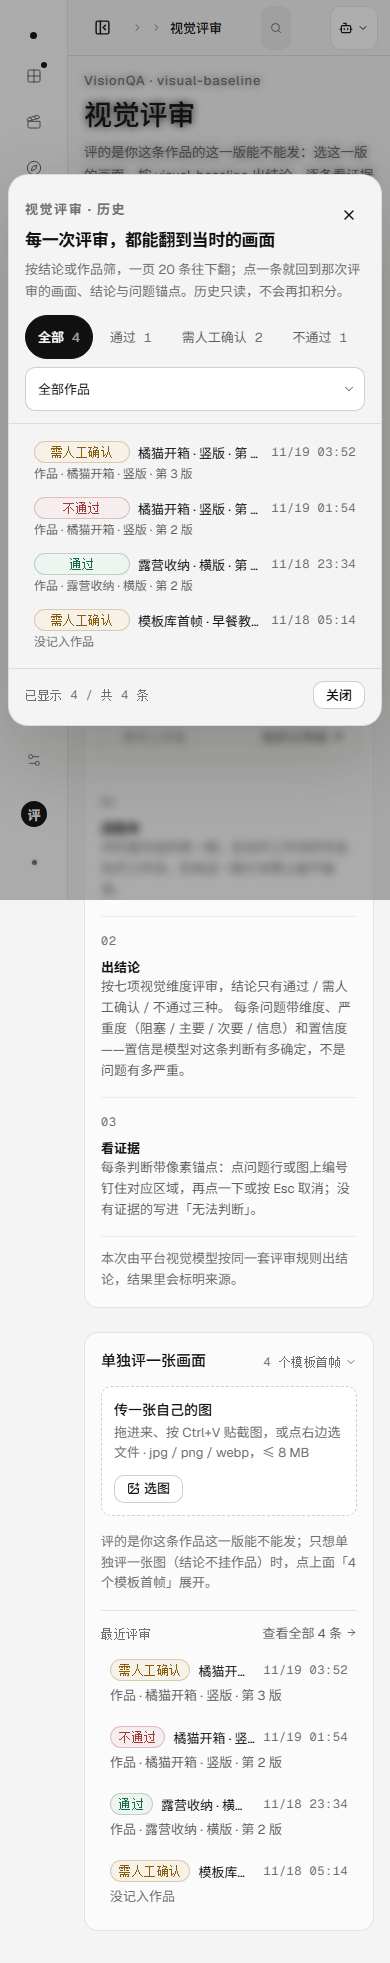 视觉评审
VisionQA · visual-baseline
视觉评审
评的是你这条作品的这一版能不能发：选这一版
视觉评审 · 历史
每一次评审，都能翻到当时的画面
按结论或作品筛，一页 20 条往下翻；点一条就回到那次评
审的画面、结论与问题锚点。历史只读，不会再扣积分。
全部 4 通过 1 需人工确认 2 不通过 1
全部作品
需人工确认 橘猫开箱 · 竖版 · 第 … 11/19 03:52
作品 · 橘猫开箱 · 竖版 · 第 3 版
不通过 橘猫开箱 · 竖版 · 第 … 11/19 01:54
作品 · 橘猫开箱 · 竖版 · 第 2 版
通过 露营收纳 · 横版 · 第 … 11/18 23:34
作品 · 露营收纳 · 横版 · 第 2 版
需人工确认 模板库首帧 · 早餐教… 11/18 05:14
没记入作品
已显示 4 / 共 4 条 关闭
评
02
出结论
按七项视觉维度评审，结论只有通过 / 需人
工确认 / 不通过三种。 每条问题带维度、严
重度（阻塞 / 主要 / 次要 / 信息）和置信度
——置信是模型对这条判断有多确定，不是
问题有多严重。
03
看证据
每条判断带像素锚点：点问题行或图上编号
钉住对应区域，再点一下或按 Esc 取消；没
有证据的写进「无法判断」。
本次由平台视觉模型按同一套评审规则出结
论，结果里会标明来源。
单独评一张画面 4 个模板首帧
传一张自己的图
拖进来、按 Ctrl+V 贴截图，或点右边选
文件 · jpg / png / webp，≤ 8 MB
选图
评的是你这条作品这一版能不能发；只想单
独评一张图（结论不挂作品）时，点上面「4
个模板首帧」展开。
最近评审 查看全部 4 条 →
需人工确认 橘猫开… 11/19 03:52
作品 · 橘猫开箱 · 竖版 · 第 3 版
不通过 橘猫开箱 · 竖… 11/19 01:54
作品 · 橘猫开箱 · 竖版 · 第 2 版
通过 露营收纳 · 横… 11/18 23:34
作品 · 露营收纳 · 横版 · 第 2 版
需人工确认 模板库… 11/18 05:14
没记入作品